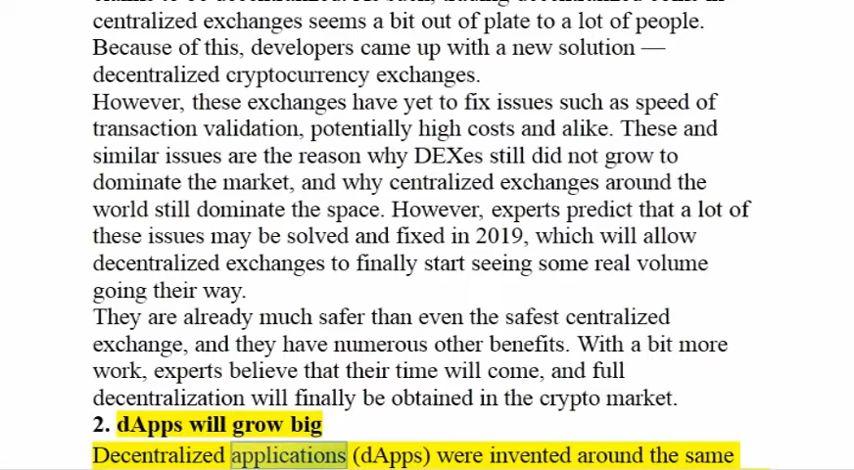 centralized exchanges seems a bit out of plate to a lot of people.
Because of this, developers came up with a new solution —
decentralized cryptocurrency exchanges.
However, these exchanges have yet to fix issues such as speed of
transaction validation, potentially high costs and alike. These and
similar issues are the reason why DEXes still did not grow to
dominate the market, and why centralized exchanges around the
world still dominate the space. However, experts predict that a lot of
these issues may be solved and fixed in 2019, which will allow
decentralized exchanges to finally start seeing some real volume
going their way.
They are already much safer than even the safest centralized
exchange, and they have numerous other benefits. With a bit more
work, experts believe that their time will come, and full
decentralization will finally be obtained in the crypto market.
2. dApps will grow big
Decentralized applications (dApps) were invented around the same